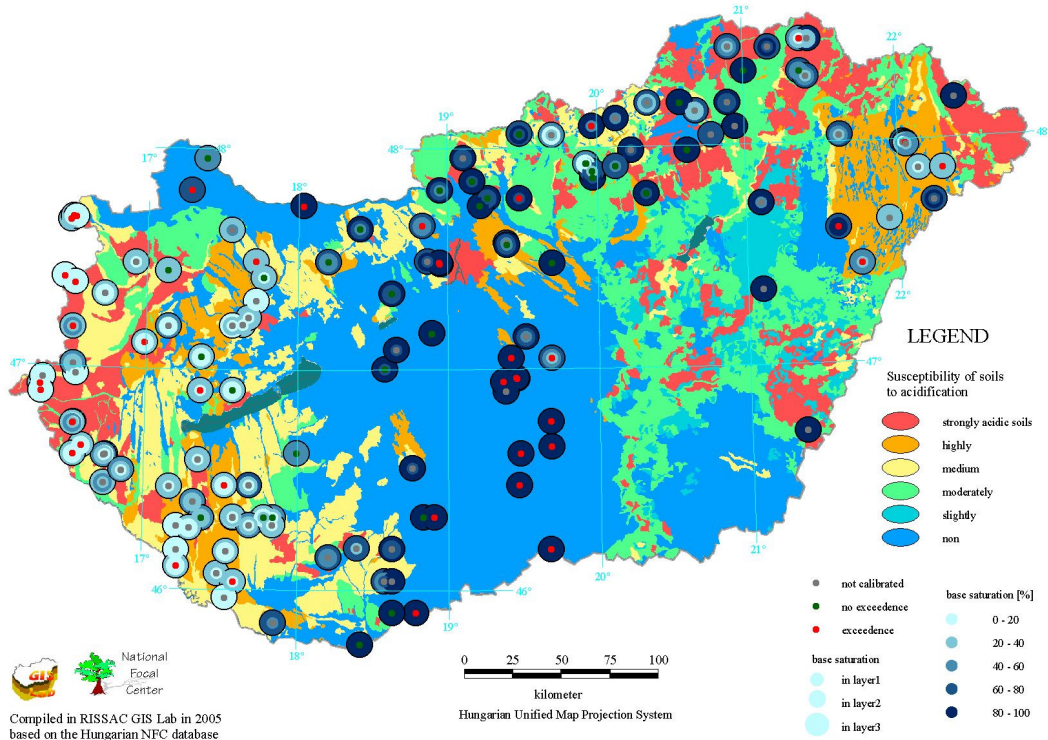 21°
22°
20°
21°
19°
48
48
17°
48
18°
22
LEGEND
47
47
Susceptibility of soils
to acidification
strongly acidic soils
highly
medium
moderately
slightly
non
17°
46
21°
20°
46
19°
18°
not calibrated
no exceedence
exceedence
base saturation
in layer1
in layer2
in layer3
base saturation [%]
0 - 20
20 - 40
40 - 60
60 - 80
80 - 100
GIS
National
Focal
Center
0 25 50 75 100
kilometer
Hungarian Unified Map Projection System
Compiled in RISSAC GIS Lab in 2005
based on the Hungarian NFC database